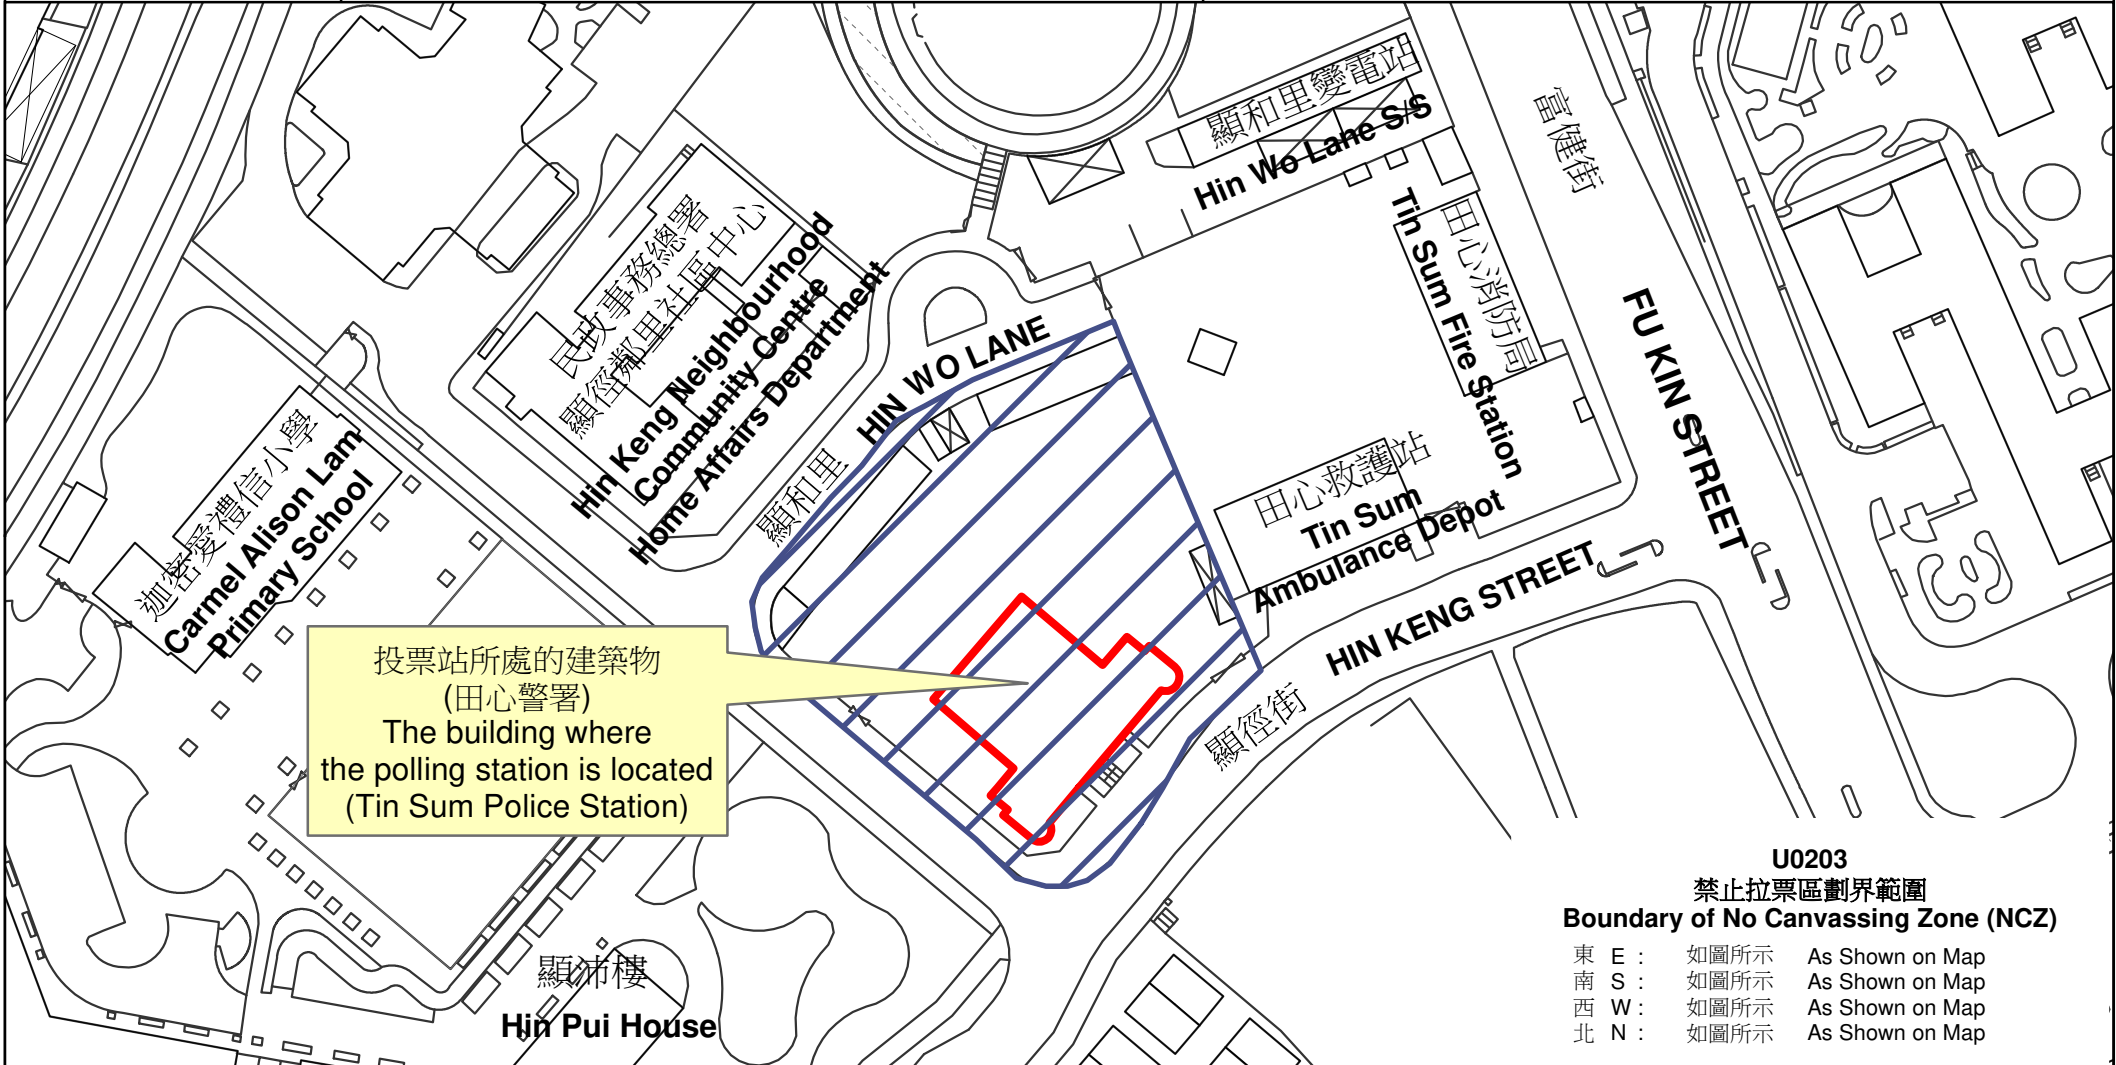 顯和里變電站
Hin Wo Lane S/S
富健街
FU KIN STREET
田心消防局
Tin Sum Fire Station
民政事務總署
顯徑鄰里社區中心
Hin Keng Neighbourhood
Community Centre
Home Affairs Department
HIN WO LANE
顯和里
迦密愛禮信小學
Carmel Alison Lam
Primary School
田心救護站
Tin Sum
Ambulance Depot
HIN KENG STREET
顯徑街
投票站所處的建築物
(田心警署)
The building where
the polling station is located
(Tin Sum Police Station)
顯沛樓
Hin Pui House
U0203
禁止拉票區劃界範圍
Boundary of No Canvassing Zone (NCZ)
東 E : 如圖所示 As Shown on Map
南 S : 如圖所示 As Shown on Map
西 W : 如圖所示 As Shown on Map
北 N : 如圖所示 As Shown on Map